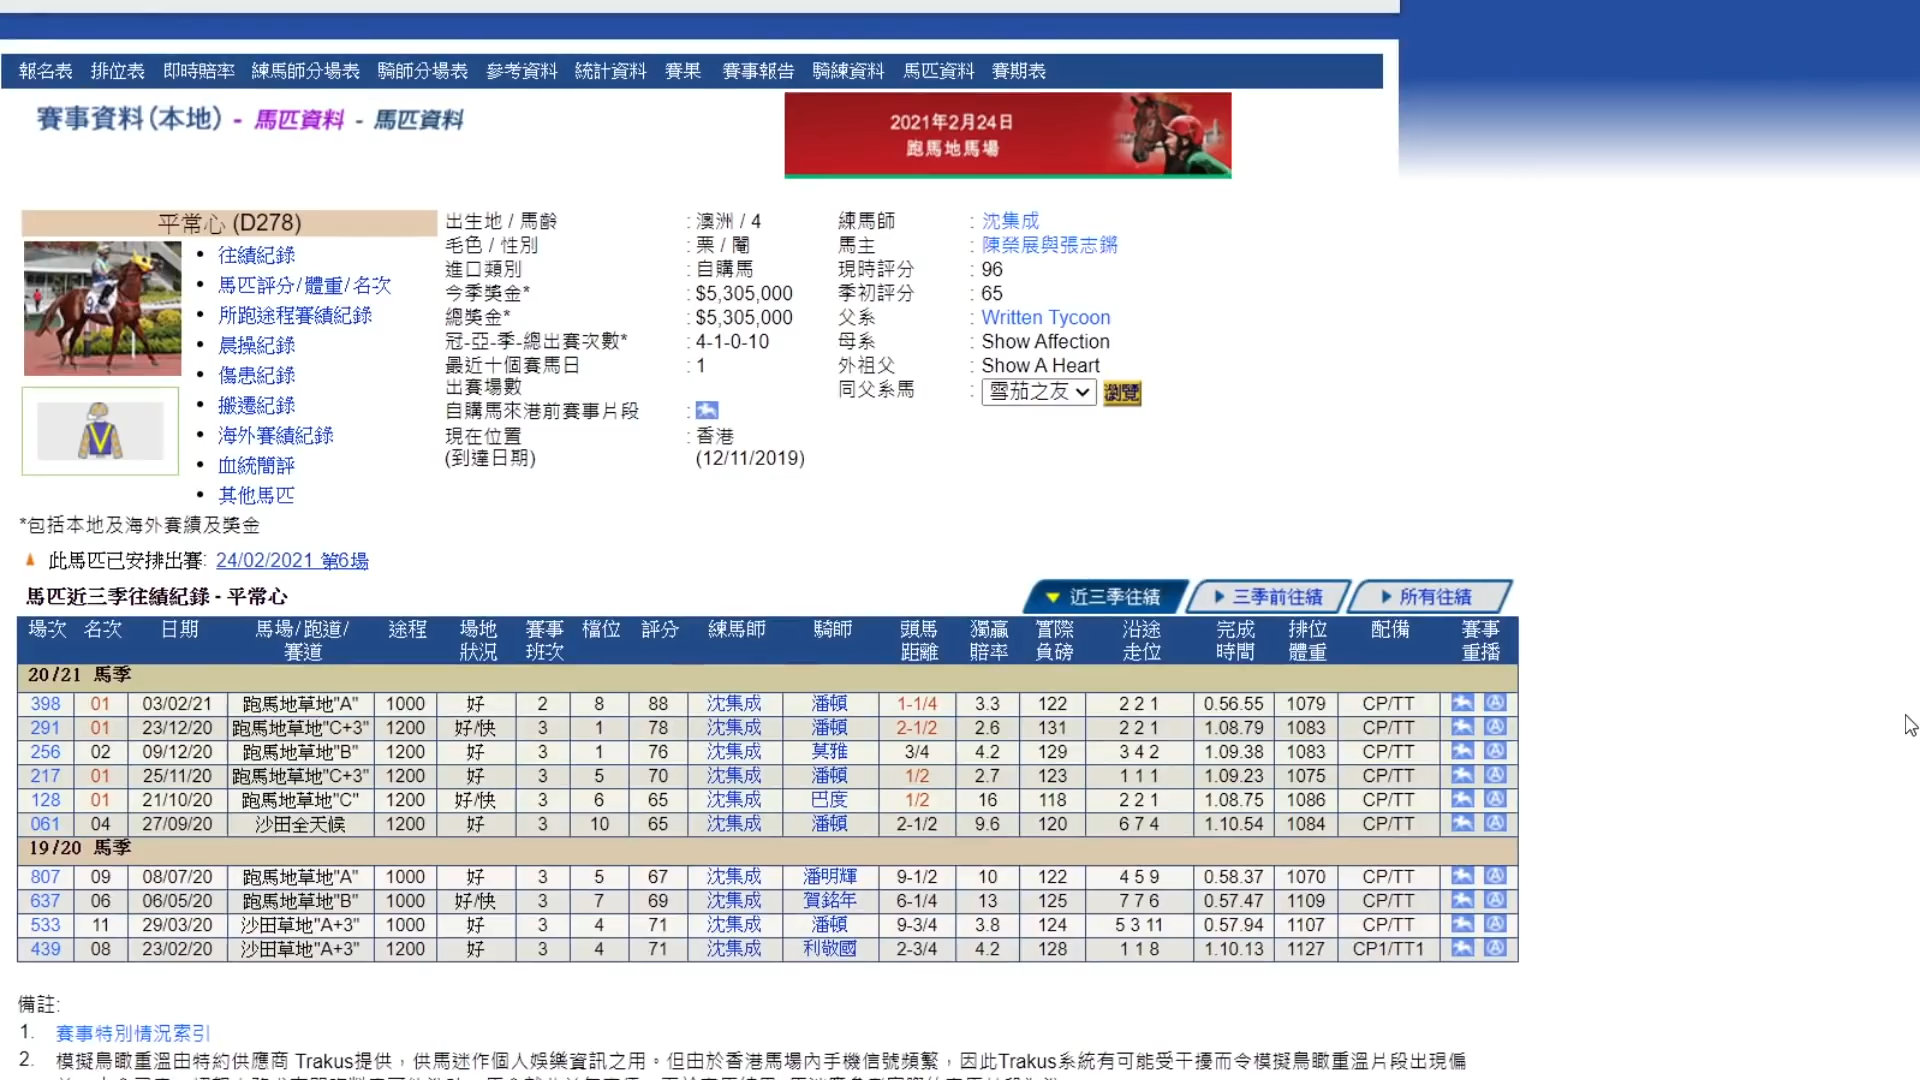 報名表 排位表 即時賠率 練馬師分場表 騎師分場表 參考資料 統計資料 賽果 賽事報告 騎練資料 馬匹資料 賽期表
賽事資料(本地) - 馬匹資料 - 馬匹資料
2021年2月24日
跑馬地馬場
平常心 (D278)
往績紀錄
馬匹評分/體重/名次
所跑途程賽績紀錄
晨操紀錄
傷患紀錄
搬遷紀錄
海外賽績紀錄
血統簡評
其他馬匹
出生地 / 馬齡 : 澳洲 / 4
毛色 / 性別 : 栗 / 閹
進口類別 : 自購馬
今季獎金* : $5,305,000
總獎金* : $5,305,000
冠-亞-季-總出賽次數* : 4-1-0-10
最近十個賽馬日 : 1
出賽場數
自購馬來港前賽事片段 :
現在位置 : 香港
(到達日期) (12/11/2019)
練馬師 : 沈集成
馬主 : 陳榮展與張志鏘
現時評分 : 96
季初評分 : 65
父系 : Written Tycoon
母系 : Show Affection
外祖父 : Show A Heart
同父系馬 : 雪茄之友 瀏覽
*包括本地及海外賽績及獎金
此馬匹已安排出賽: 24/02/2021 第6場
馬匹近三季往績紀錄 - 平常心
近三季往績 三季前往績 所有往績
場次 名次 日期 馬場/跑道/ 途程 場地 賽事 檔位 評分 練馬師 騎師 頭馬 獨贏 實際 沿途 完成 排位 配備 賽事
賽道 狀況 班次 距離 賠率 負磅 走位 時間 體重 重播
20/21 馬季
398 01 03/02/21 跑馬地草地"A" 1000 好 2 8 88 沈集成 潘頓 1-1/4 3.3 122 2 2 1 0.56.55 1079 CP/TT
291 01 23/12/20 跑馬地草地"C+3" 1200 好/快 3 1 78 沈集成 潘頓 2-1/2 2.6 131 2 2 1 1.08.79 1083 CP/TT
256 02 09/12/20 跑馬地草地"B" 1200 好 3 1 76 沈集成 莫雅 3/4 4.2 129 3 4 2 1.09.38 1083 CP/TT
217 01 25/11/20 跑馬地草地"C+3" 1200 好 3 5 70 沈集成 潘頓 1/2 2.7 123 1 1 1 1.09.23 1075 CP/TT
128 01 21/10/20 跑馬地草地"C" 1200 好/快 3 6 65 沈集成 巴度 1/2 16 118 2 2 1 1.08.75 1086 CP/TT
061 04 27/09/20 沙田全天候 1200 好 3 10 65 沈集成 潘頓 2-1/2 9.6 120 6 7 4 1.10.54 1084 CP/TT
19/20 馬季
807 09 08/07/20 跑馬地草地"A" 1000 好 3 5 67 沈集成 潘明輝 9-1/2 10 122 4 5 9 0.58.37 1070 CP/TT
637 06 06/05/20 跑馬地草地"B" 1000 好/快 3 7 69 沈集成 賀銘年 6-1/4 13 125 7 7 6 0.57.47 1109 CP/TT
533 11 29/03/20 沙田草地"A+3" 1000 好 3 4 71 沈集成 潘頓 9-3/4 3.8 124 5 3 11 0.57.94 1107 CP/TT
439 08 23/02/20 沙田草地"A+3" 1200 好 3 4 71 沈集成 利敬國 2-3/4 4.2 128 1 1 8 1.10.13 1127 CP1/TT1
備註:
1. 賽事特別情況索引
2. 模擬鳥瞰重溫由特約供應商 Trakus提供，供馬迷作個人娛樂資訊之用。但由於香港馬場內手機信號頻繁，因此Trakus系統有可能受干擾而令模擬鳥瞰重溫片段出現偏